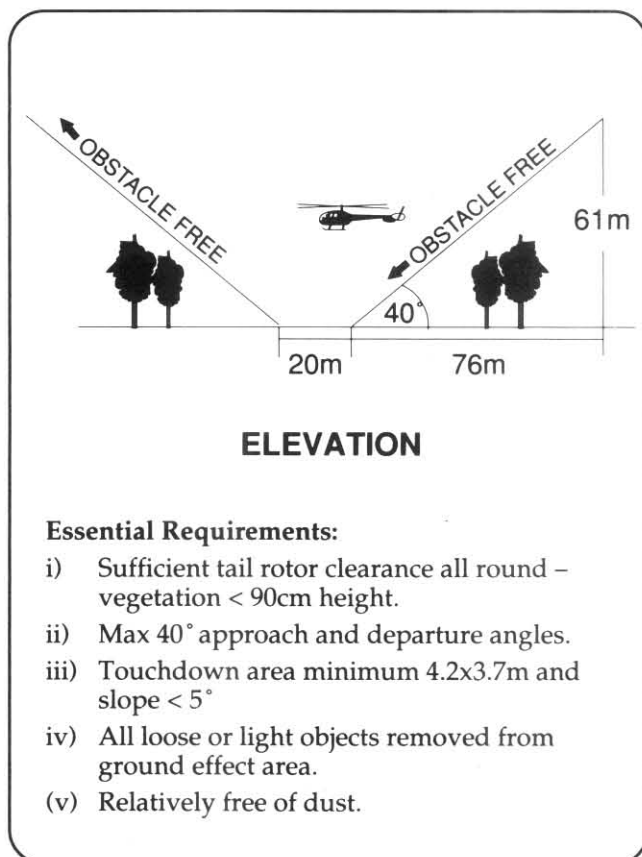 OBSTACLE FREE
OBSTACLE FREE
61m
40°
20m
76m
ELEVATION
Essential Requirements:
i) Sufficient tail rotor clearance all round –
vegetation < 90cm height.
ii) Max 40° approach and departure angles.
iii) Touchdown area minimum 4.2x3.7m and
slope < 5°
iv) All loose or light objects removed from
ground effect area.
(v) Relatively free of dust.